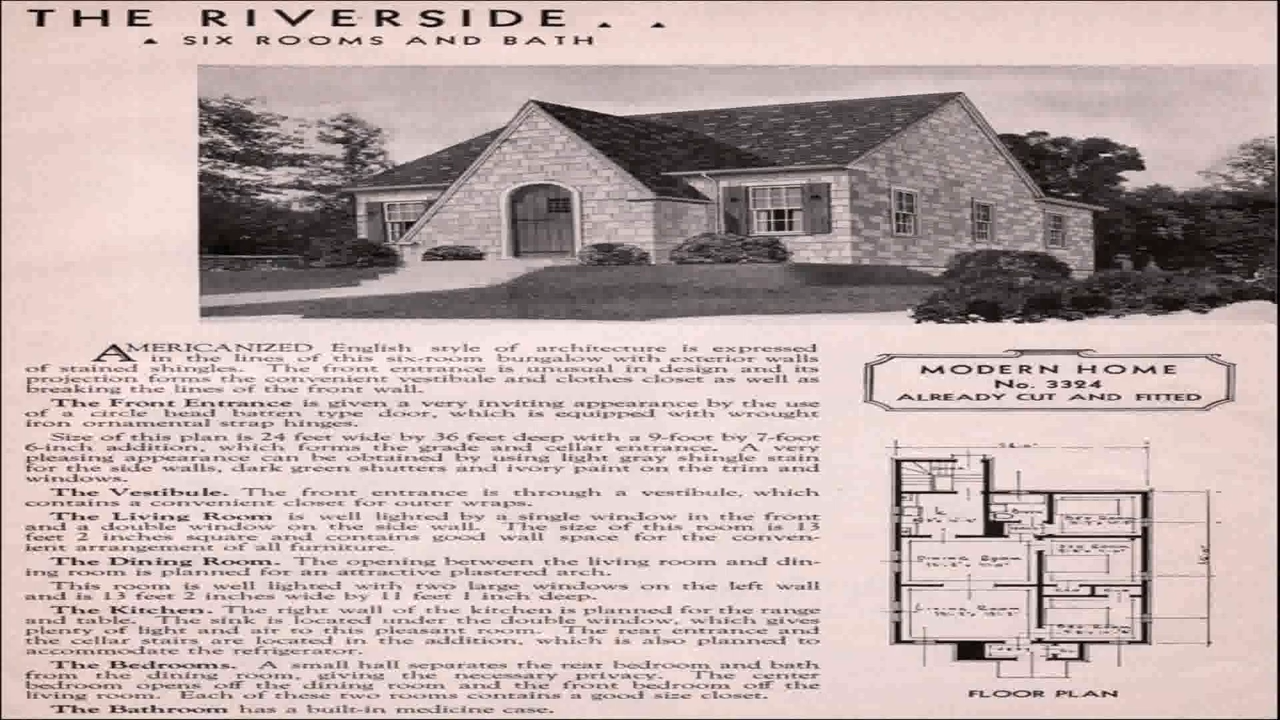 THE RIVERSIDE
SIX ROOMS AND BATH
AMERICANIZED English style of architecture is expressed
in the lines of this six-room bungalow with exterior walls
of stained shingles. The front entrance is unusual in design and its
projection forms the convenient vestibule and clothes closet as well as
breaking the lines of the front wall.
The Front Entrance is given a very inviting appearance by the use
of a circle head batten type door, which is equipped with wrought
iron ornamental strap hinges.
Size of this plan is 24 feet wide by 36 feet deep with a 9-foot by 7-foot
6-inch addition, which forms the grade and cellar entrance. A very
pleasing appearance can be obtained by using light gray shingle stain
for the side walls, dark green shutters and ivory paint on the trim and
windows.
The Vestibule. The front entrance is through a vestibule, which
contains a convenient closet for outer wraps.
The Living Room is well lighted by a single window in the front
and a double window on the side wall. The size of this room is 13
feet 2 inches square and contains good wall space for the conven-
ient arrangement of all furniture.
The Dining Room. The opening between the living room and din-
ing room is planned for an attractive plastered arch.
This room is well lighted with two large windows on the left wall
and is 13 feet 2 inches wide by 11 feet 1 inch deep.
The Kitchen. The right wall of the kitchen is planned for the range
and table. The sink is located under the double window, which gives
plenty of light and air to this pleasant room. The rear entrance and
the cellar stairs are located in the addition, which is also planned to
accommodate the refrigerator.
The Bedrooms. A small hall separates the rear bedroom and bath
from the dining room, giving the necessary privacy. The center
bedroom opens off the dining room and the front bedroom off the
living room. Each of these two rooms contains a good size closet.
The Bathroom has a built-in medicine case.
MODERN HOME
No. 3324
ALREADY CUT AND FITTED
Dining Room
Living Room
FLOOR PLAN